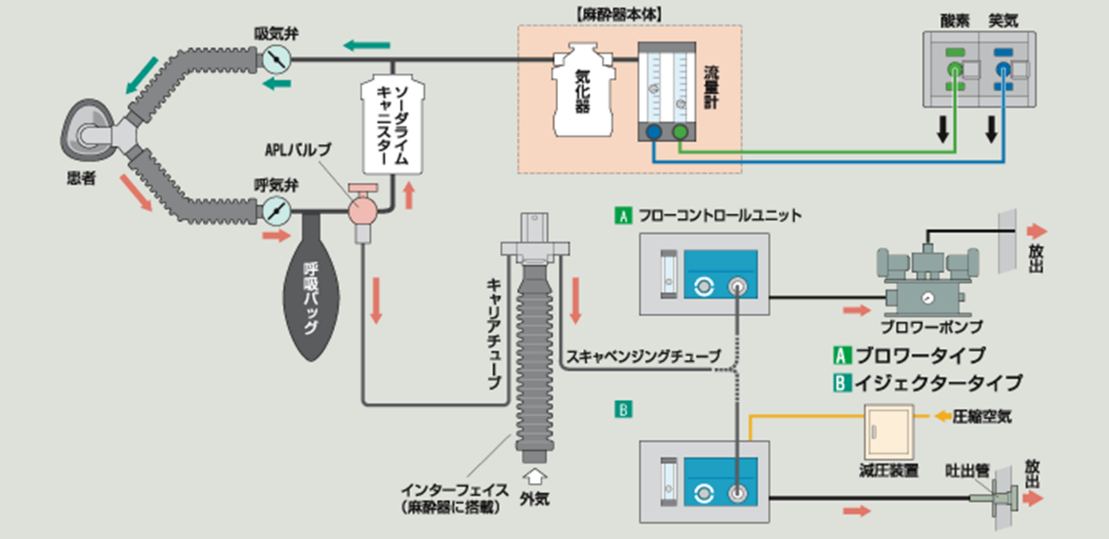 【麻酔器本体】
酸素 笑気
吸気弁
気化器
流量計
ソーダライム
キャニスター
APLバルブ
患者
呼気弁
呼吸バッグ
A フローコントロールユニット
放出
キャリアチューブ
ブロワーポンプ
スキャベンジングチューブ
A ブロワータイプ
B イジェクタータイプ
B
圧縮空気
減圧装置
吐出管
放出
インターフェイス
(麻酔器に搭載)
外気